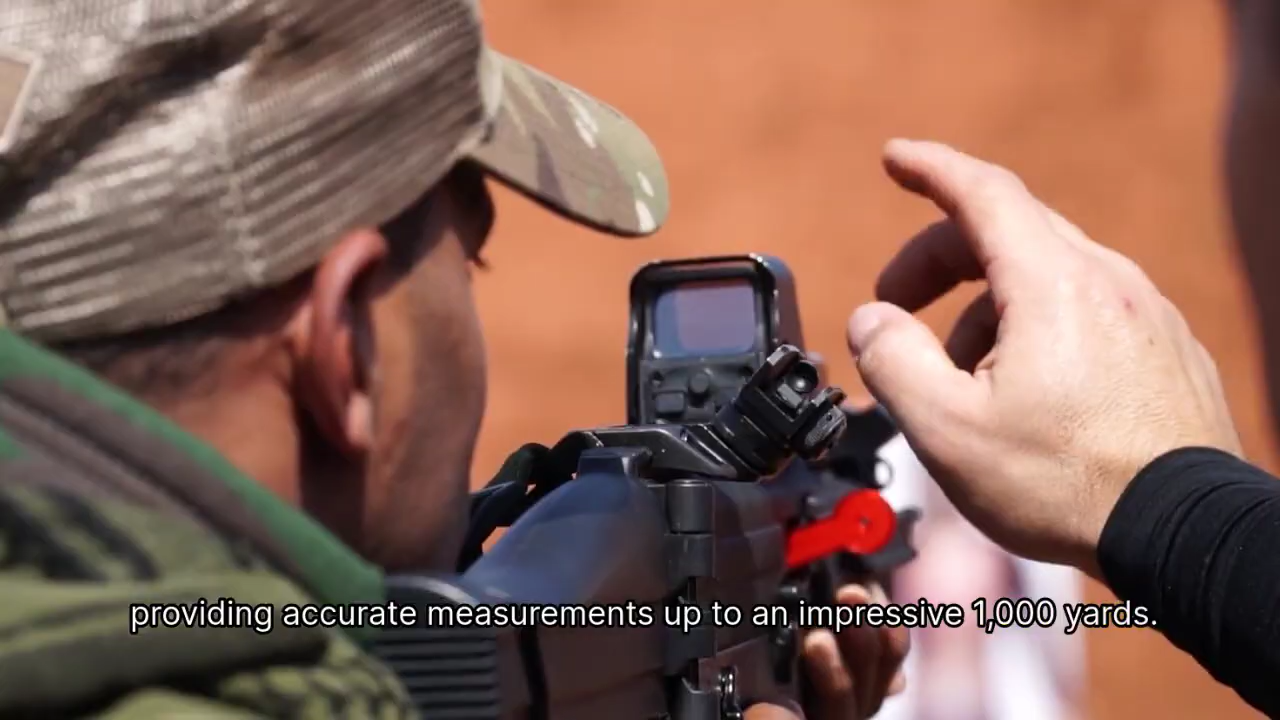 providing accurate measurements up to an impressive 1,000 yards.